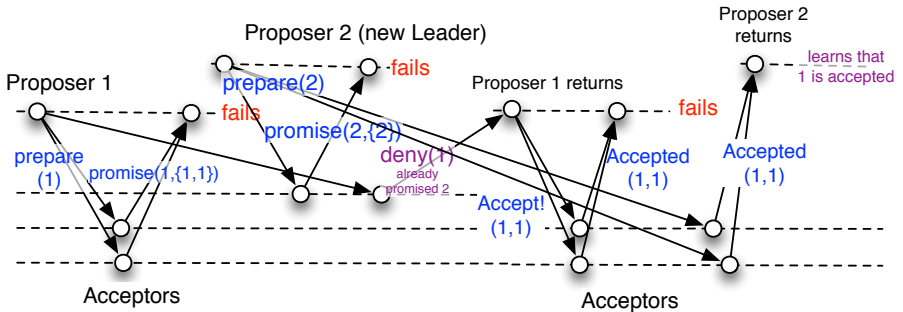 Proposer 2
returns
Proposer 2 (new Leader)
learns that
1 is accepted
fails
Proposer 1
prepare(2)
Proposer 1 returns
fails
fails
promise(2,{2})
prepare
(1)
promise(1,{1,1})
deny(1)
already
promised 2
Accepted
(1,1)
Accepted
(1,1)
Accept!
(1,1)
Acceptors
Acceptors